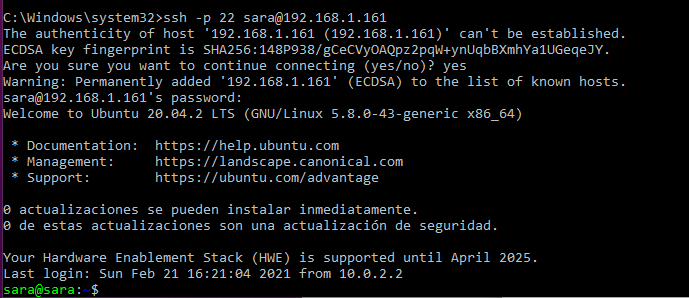 C:\Windows\system32>ssh -p 22 sara@192.168.1.161
The authenticity of host '192.168.1.161 (192.168.1.161)' can't be established.
ECDSA key fingerprint is SHA256:148P938/gCeCVyOAQpz2pqW+ynUqbBXmhYa1UGeqeJY.
Are you sure you want to continue connecting (yes/no)? yes
Warning: Permanently added '192.168.1.161' (ECDSA) to the list of known hosts.
sara@192.168.1.161's password:
Welcome to Ubuntu 20.04.2 LTS (GNU/Linux 5.8.0-43-generic x86_64)
* Documentation:  https://help.ubuntu.com
* Management:     https://landscape.canonical.com
* Support:        https://ubuntu.com/advantage
0 actualizaciones se pueden instalar inmediatamente.
0 de estas actualizaciones son una actualización de seguridad.
Your Hardware Enablement Stack (HWE) is supported until April 2025.
Last login: Sun Feb 21 16:21:04 2021 from 10.0.2.2
sara@sara:~$